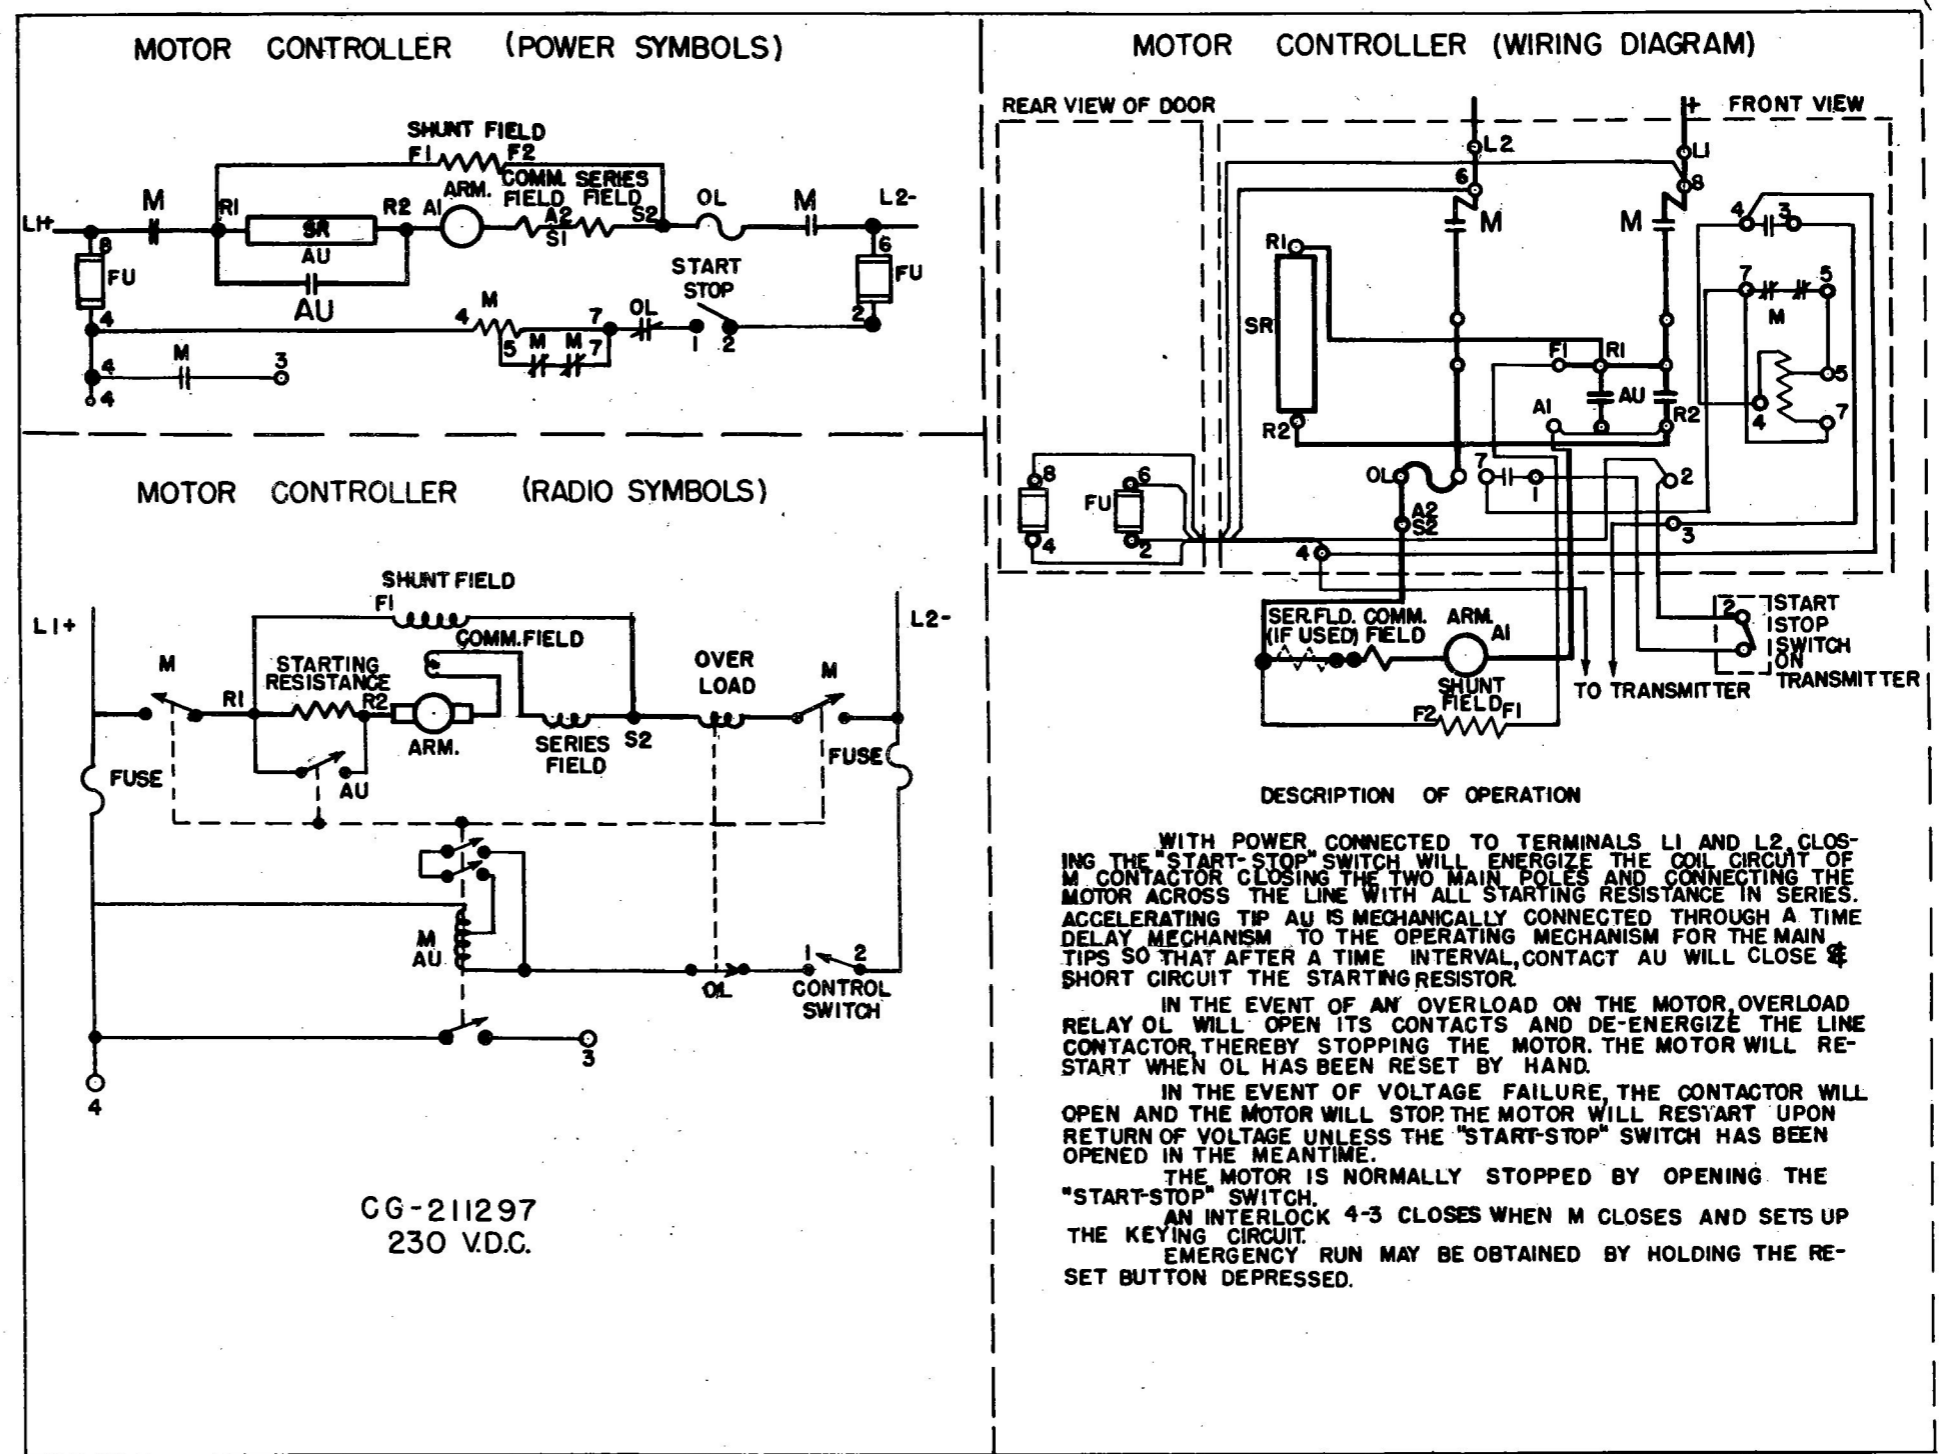 MOTOR CONTROLLER (POWER SYMBOLS)
SHUNT FIELD
F1 F2
COMM. SERIES
ARM. FIELD FIELD
L1+ M R1 SR R2 A1 A2 S1 S2 OL M L2-
8 FU AU
AU
6 FU
START
STOP
4 4 M 5 M M 7 7 OL 1 2 2
4 M 3
4
MOTOR CONTROLLER (RADIO SYMBOLS)
SHUNT FIELD
F1
L1+ L2-
COMM. FIELD
M STARTING
RESISTANCE
R1 R2
OVER
LOAD
M
ARM.
SERIES
FIELD
S2
FUSE AU FUSE
M
AU
OL
1 2
CONTROL
SWITCH
3
4
CG-211297
230 V.D.C.
MOTOR CONTROLLER (WIRING DIAGRAM)
REAR VIEW OF DOOR
+ FRONT VIEW
L2 L1
6 8
M M 4 3
R1
7 5
M
SR
F1 R1
AU
5
4
A1 R2 7
R2
OL 7 1 2
8 6
FU
A2
S2
4 2 4 3
SER. FLD. COMM. ARM.
(IF USED) FIELD A1
SHUNT
FIELD
F2 F1
TO TRANSMITTER
2 START
STOP
1 SWITCH
ON
TRANSMITTER
DESCRIPTION OF OPERATION
WITH POWER CONNECTED TO TERMINALS L1 AND L2, CLOS-
ING THE "START-STOP" SWITCH WILL ENERGIZE THE COIL CIRCUIT OF
M CONTACTOR CLOSING THE TWO MAIN POLES AND CONNECTING THE
MOTOR ACROSS THE LINE WITH ALL STARTING RESISTANCE IN SERIES.
ACCELERATING TIP AU IS MECHANICALLY CONNECTED THROUGH A TIME
DELAY MECHANISM TO THE OPERATING MECHANISM FOR THE MAIN
TIPS SO THAT AFTER A TIME INTERVAL, CONTACT AU WILL CLOSE &
SHORT CIRCUIT THE STARTING RESISTOR.
IN THE EVENT OF AN OVERLOAD ON THE MOTOR, OVERLOAD
RELAY OL WILL OPEN ITS CONTACTS AND DE-ENERGIZE THE LINE
CONTACTOR, THEREBY STOPPING THE MOTOR. THE MOTOR WILL RE-
START WHEN OL HAS BEEN RESET BY HAND.
IN THE EVENT OF VOLTAGE FAILURE, THE CONTACTOR WILL
OPEN AND THE MOTOR WILL STOP. THE MOTOR WILL RESTART UPON
RETURN OF VOLTAGE UNLESS THE "START-STOP" SWITCH HAS BEEN
OPENED IN THE MEANTIME.
THE MOTOR IS NORMALLY STOPPED BY OPENING THE
"START-STOP" SWITCH.
AN INTERLOCK 4-3 CLOSES WHEN M CLOSES AND SETS UP
THE KEYING CIRCUIT.
EMERGENCY RUN MAY BE OBTAINED BY HOLDING THE RE-
SET BUTTON DEPRESSED.